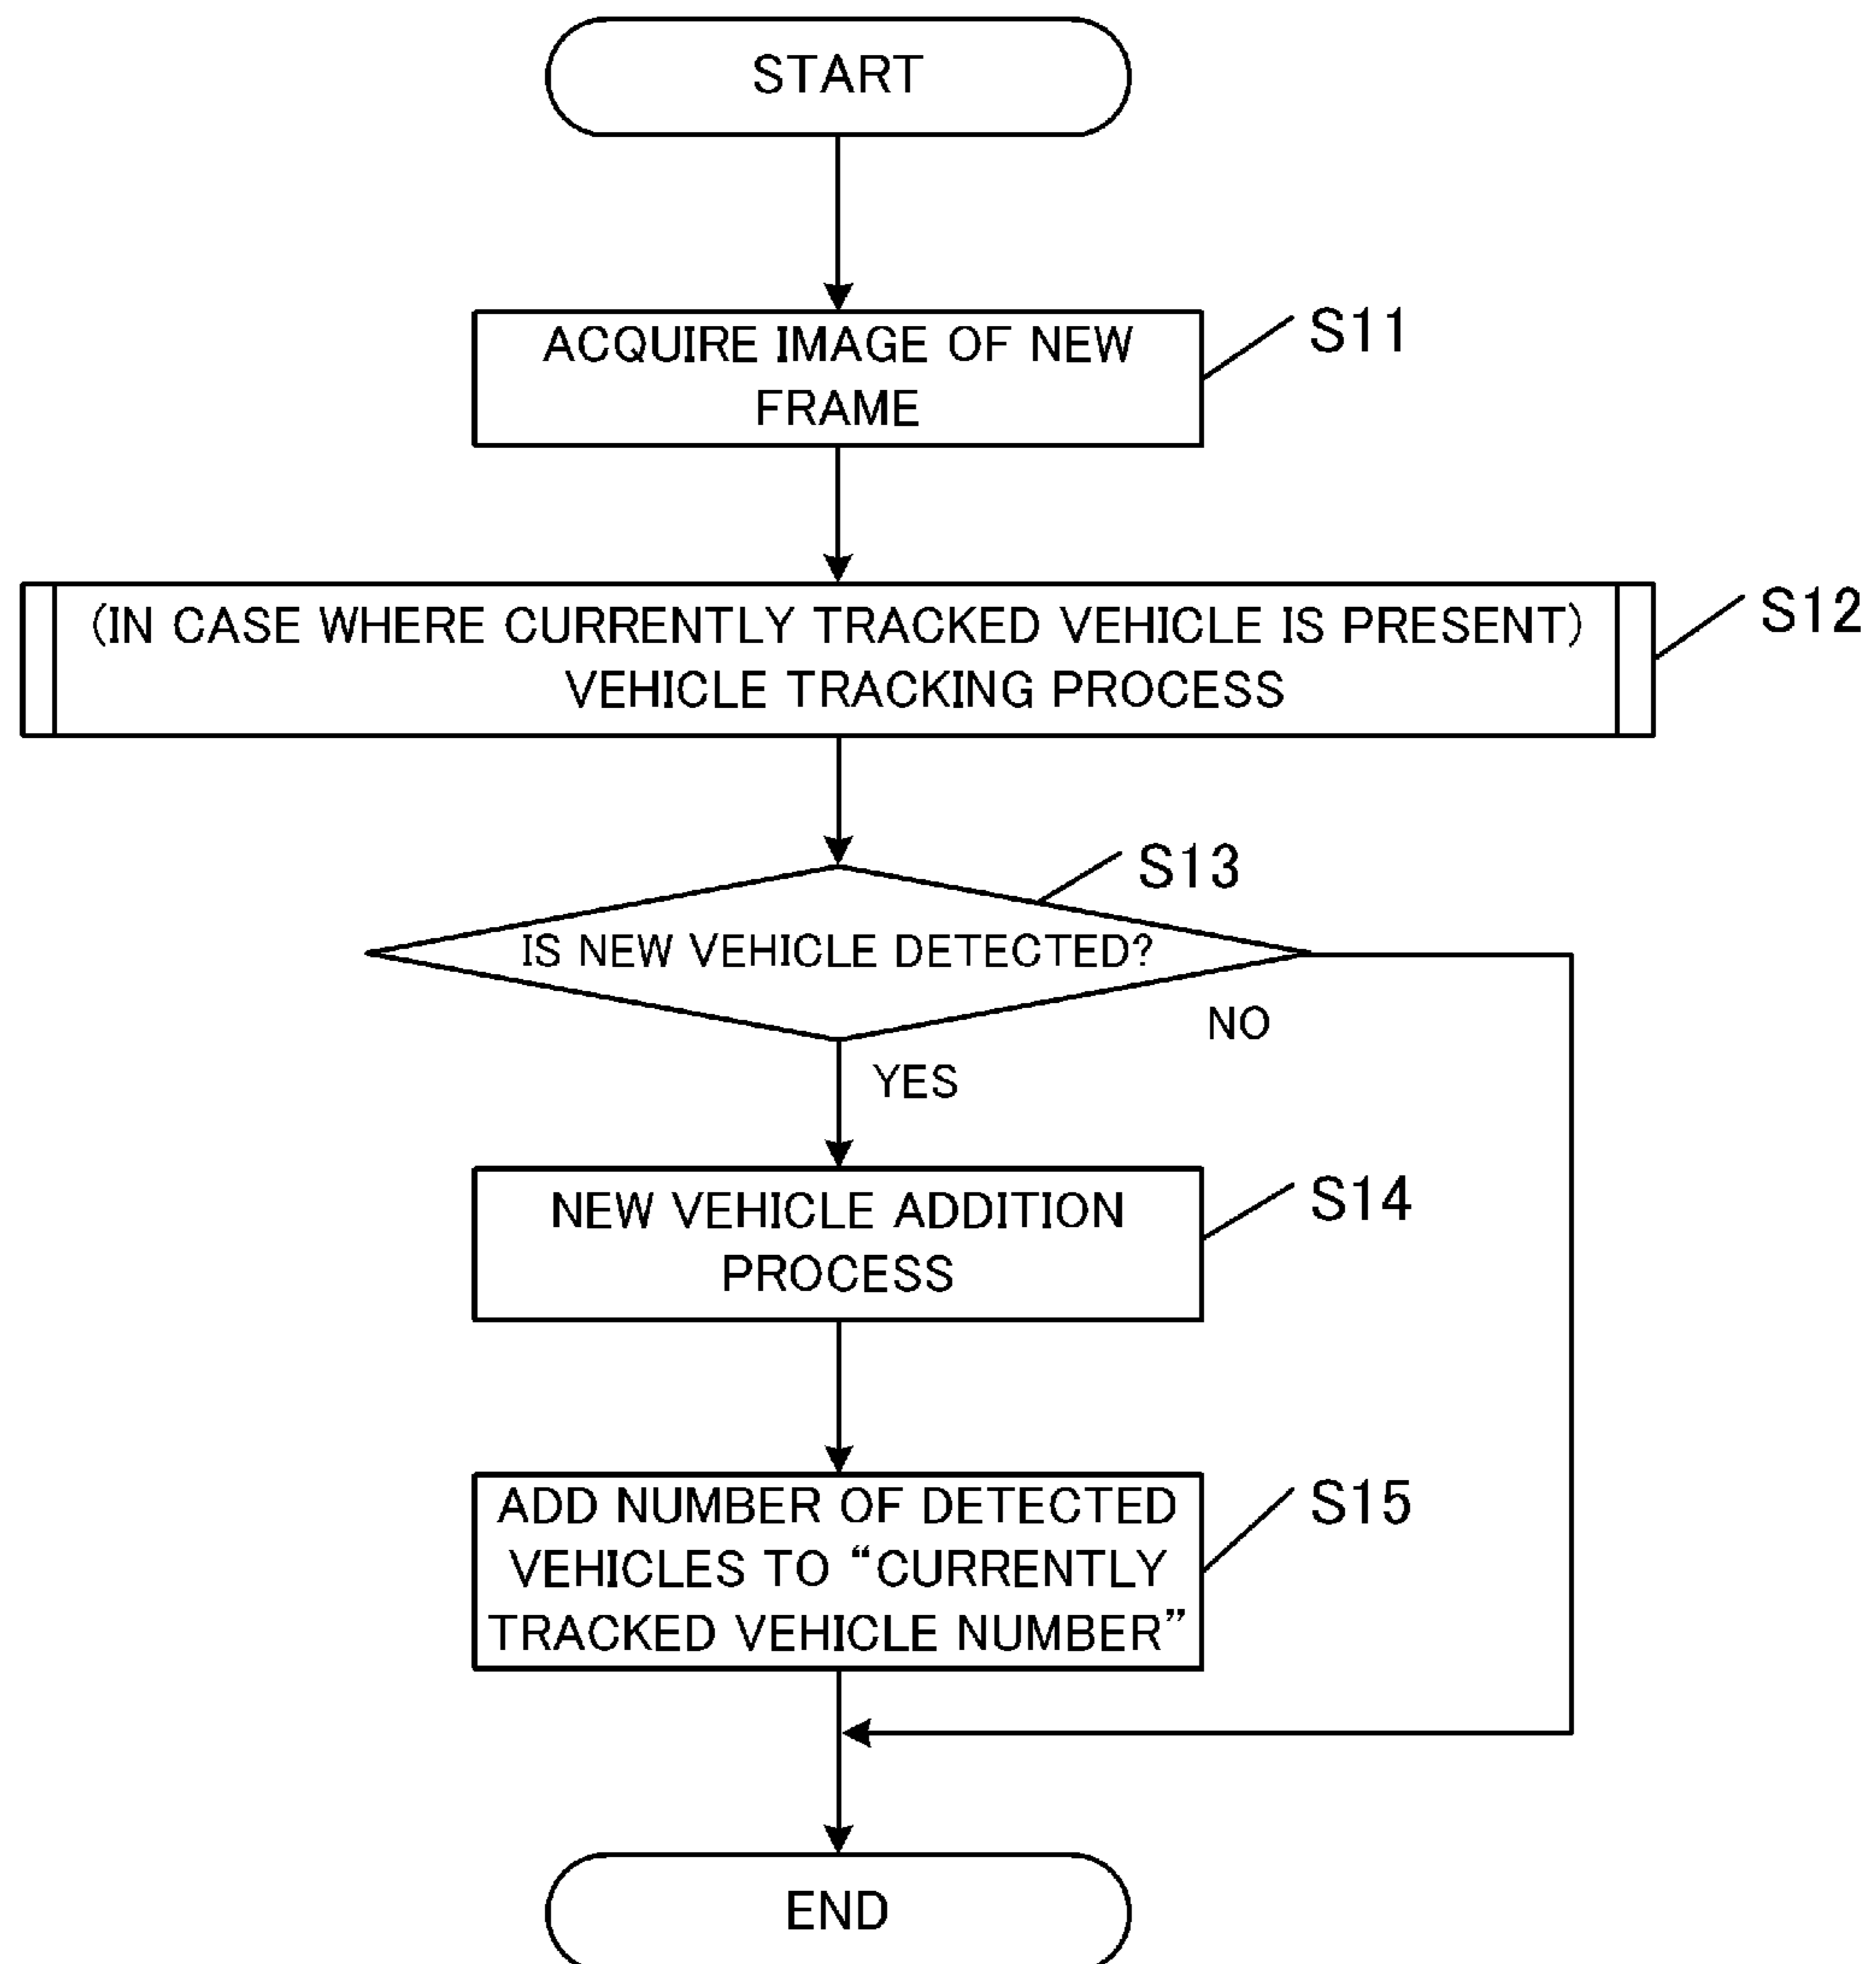 START
ACQUIRE IMAGE OF NEW
FRAME
S11
(IN CASE WHERE CURRENTLY TRACKED VEHICLE IS PRESENT)
VEHICLE TRACKING PROCESS
S12
S13
IS NEW VEHICLE DETECTED?
NO
YES
NEW VEHICLE ADDITION
PROCESS
S14
ADD NUMBER OF DETECTED
VEHICLES TO “CURRENTLY
TRACKED VEHICLE NUMBER”
S15
END